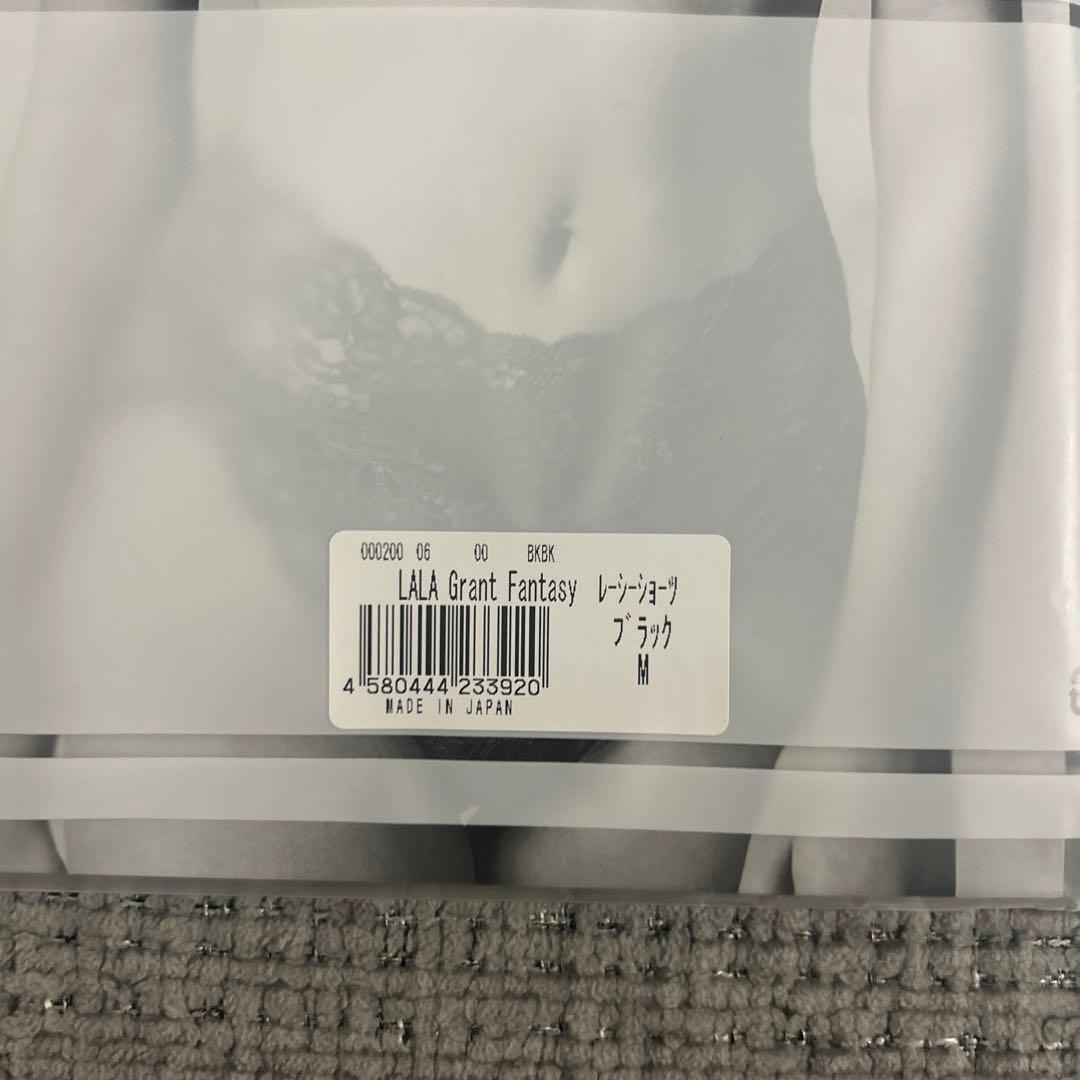 000200 06 00 BKBK
LALA Grant Fantasy ﾚｰｼｰｼｮｰﾂ
ﾌﾞﾗｯｸ
M
4 580444 233920
MADE IN JAPAN